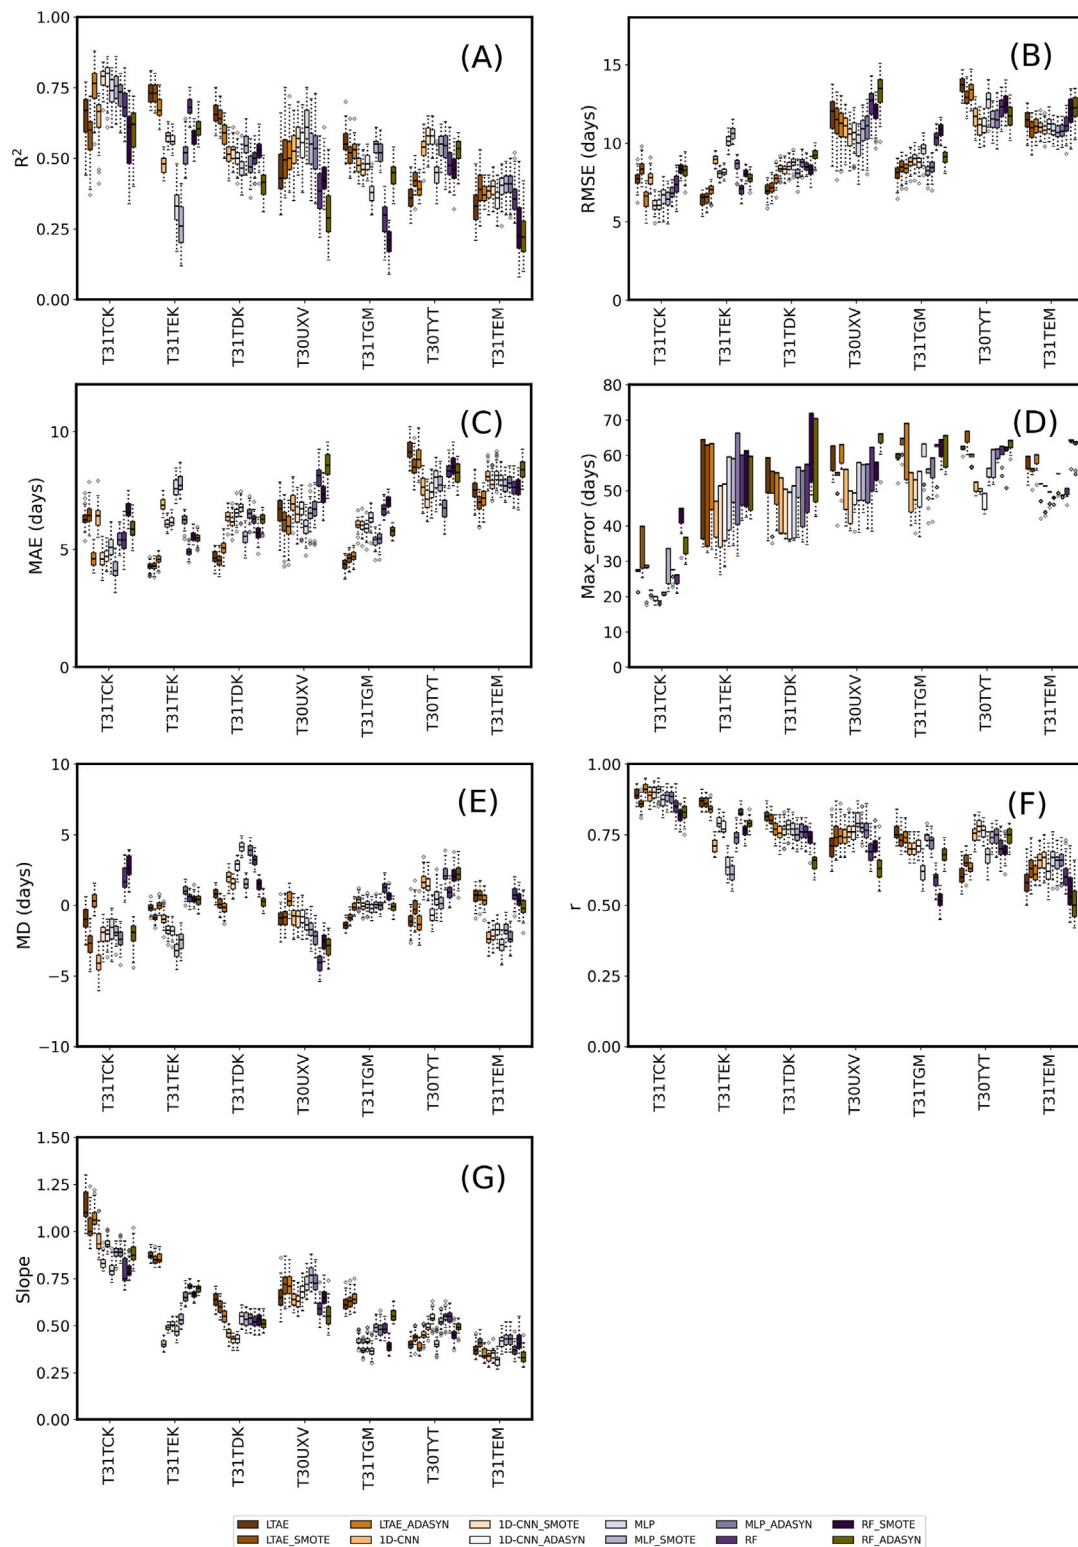 (A)
R²
1.00
0.75
0.50
0.25
0.00
T31TCK
T31TEK
T31TDK
T30UXV
T31TGM
T30TYT
T31TEM
(B)
RMSE (days)
15
10
5
0
T31TCK
T31TEK
T31TDK
T30UXV
T31TGM
T30TYT
T31TEM
(C)
MAE (days)
10
5
0
T31TCK
T31TEK
T31TDK
T30UXV
T31TGM
T30TYT
T31TEM
(D)
Max_error (days)
80
70
60
50
40
30
20
10
0
T31TCK
T31TEK
T31TDK
T30UXV
T31TGM
T30TYT
T31TEM
(E)
MD (days)
10
5
0
−5
−10
T31TCK
T31TEK
T31TDK
T30UXV
T31TGM
T30TYT
T31TEM
(F)
r
1.00
0.75
0.50
0.25
0.00
T31TCK
T31TEK
T31TDK
T30UXV
T31TGM
T30TYT
T31TEM
(G)
Slope
1.50
1.25
1.00
0.75
0.50
0.25
0.00
T31TCK
T31TEK
T31TDK
T30UXV
T31TGM
T30TYT
T31TEM
LTAE LTAE_ADASYN 1D-CNN_SMOTE MLP MLP_ADASYN RF_SMOTE
LTAE_SMOTE 1D-CNN 1D-CNN_ADASYN MLP_SMOTE RF RF_ADASYN